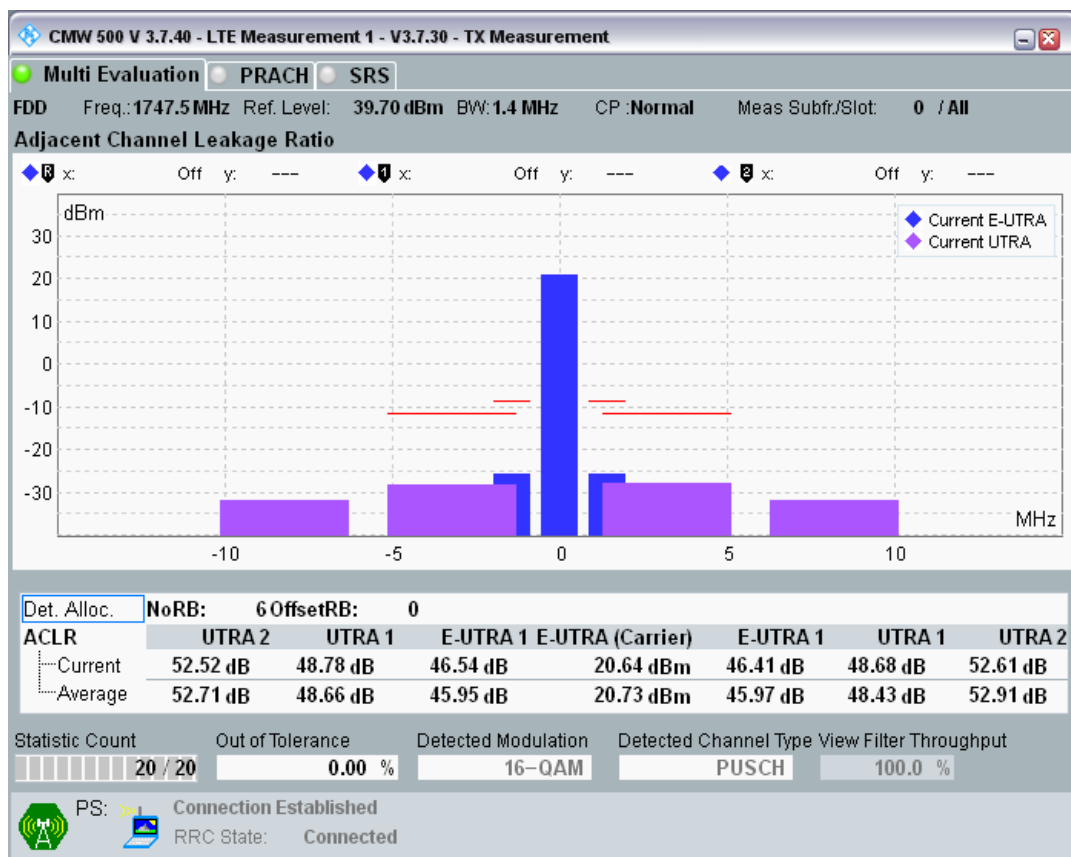 CMW 500 V 3.7.40 - LTE Measurement 1 - V3.7.30 - TX Measurement
Multi Evaluation PRACH SRS
FDD Freq.: 1747.5 MHz Ref. Level: 39.70 dBm BW: 1.4 MHz CP :Normal Meas Subfr./Slot: 0 / All
Adjacent Channel Leakage Ratio
R x: Off y: --- 1 x: Off y: --- 2 x: Off y: ---
dBm
Current E-UTRA
Current UTRA
30
20
10
0
-10
-20
-30
MHz
-10 -5 0 5 10
Det. Alloc. NoRB: 6 OffsetRB: 0
ACLR UTRA 2 UTRA 1 E-UTRA 1 E-UTRA (Carrier) E-UTRA 1 UTRA 1 UTRA 2
Current 52.52 dB 48.78 dB 46.54 dB 20.64 dBm 46.41 dB 48.68 dB 52.61 dB
Average 52.71 dB 48.66 dB 45.95 dB 20.73 dBm 45.97 dB 48.43 dB 52.91 dB
Statistic Count Out of Tolerance Detected Modulation Detected Channel Type View Filter Throughput
20 / 20 0.00 % 16-QAM PUSCH 100.0 %
PS: Connection Established
RRC State: Connected